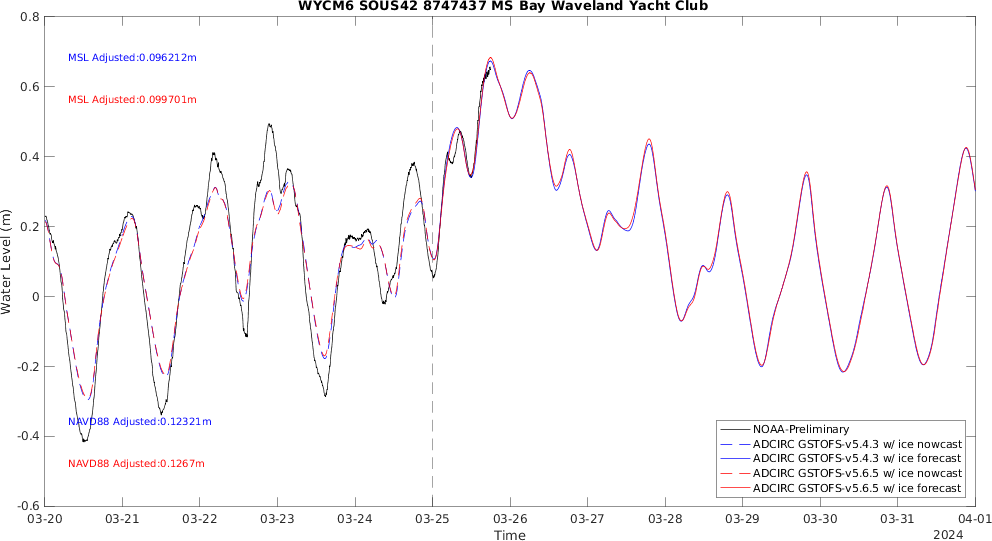 WYCM6 SOUS42 8747437 MS Bay Waveland Yacht Club
0.8
MSL Adjusted:0.096212m
0.6
MSL Adjusted:0.099701m
0.4
0.2
Water Level (m)
0
-0.2
NAVD88 Adjusted:0.12321m
-0.4
NAVD88 Adjusted:0.1267m
-0.6
NOAA-Preliminary
ADCIRC GSTOFS-v5.4.3 w/ ice nowcast
ADCIRC GSTOFS-v5.4.3 w/ ice forecast
ADCIRC GSTOFS-v5.6.5 w/ ice nowcast
ADCIRC GSTOFS-v5.6.5 w/ ice forecast
03-20 03-21 03-22 03-23 03-24 03-25 03-26 03-27 03-28 03-29 03-30 03-31 04-01
Time
2024